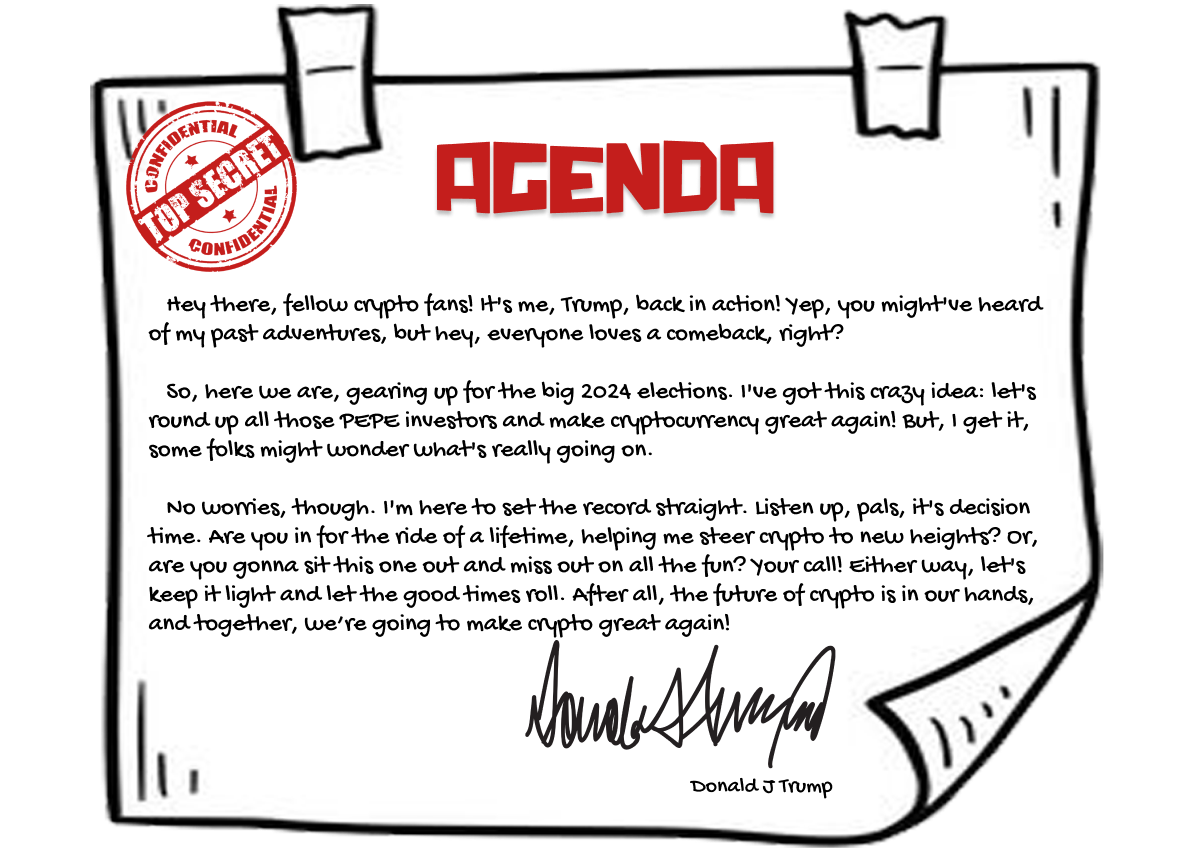 CONFIDENTIAL
TOP SECRET
CONFIDENTIAL
AGENDA
Hey there, fellow crypto fans! It's me, Trump, back in action! Yep, you might've heard
of my past adventures, but hey, everyone loves a comeback, right?
So, here we are, gearing up for the big 2024 elections. I've got this crazy idea: let's
round up all those PEPE investors and make cryptocurrency great again! But, I get it,
some folks might wonder what's really going on.
No worries, though. I'm here to set the record straight. Listen up, pals, it's decision
time. Are you in for the ride of a lifetime, helping me steer crypto to new heights? Or,
are you gonna sit this one out and miss out on all the fun? Your call! Either way, let's
keep it light and let the good times roll. After all, the future of crypto is in our hands,
and together, we’re going to make crypto great again!
Donald J Trump
Donald J Trump